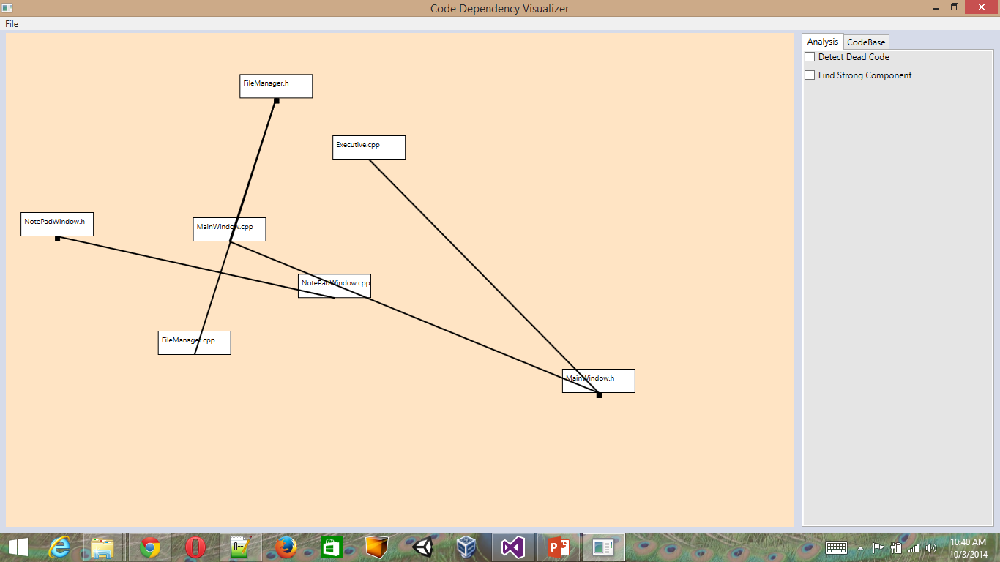 Code Dependency Visualizer
File
Analysis CodeBase
Detect Dead Code
Find Strong Component
FileManager.h
Executive.cpp
NotePadWindow.h
MainWindow.cpp
NotePadWindow.cpp
FileManager.cpp
MainWindow.h
n++
P
10:40 AM
10/3/2014